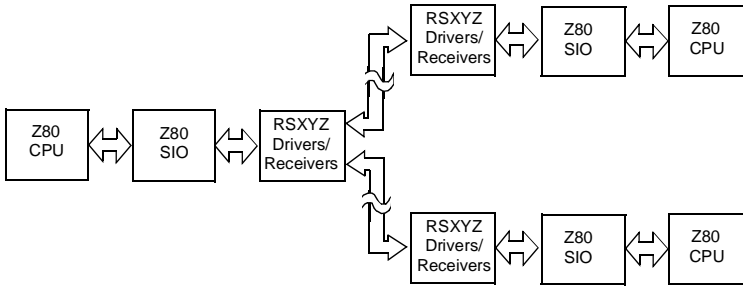 RSXYZ
Drivers/
Receivers
Z80
SIO
Z80
CPU
Z80
CPU
Z80
SIO
RSXYZ
Drivers/
Receivers
RSXYZ
Drivers/
Receivers
Z80
SIO
Z80
CPU